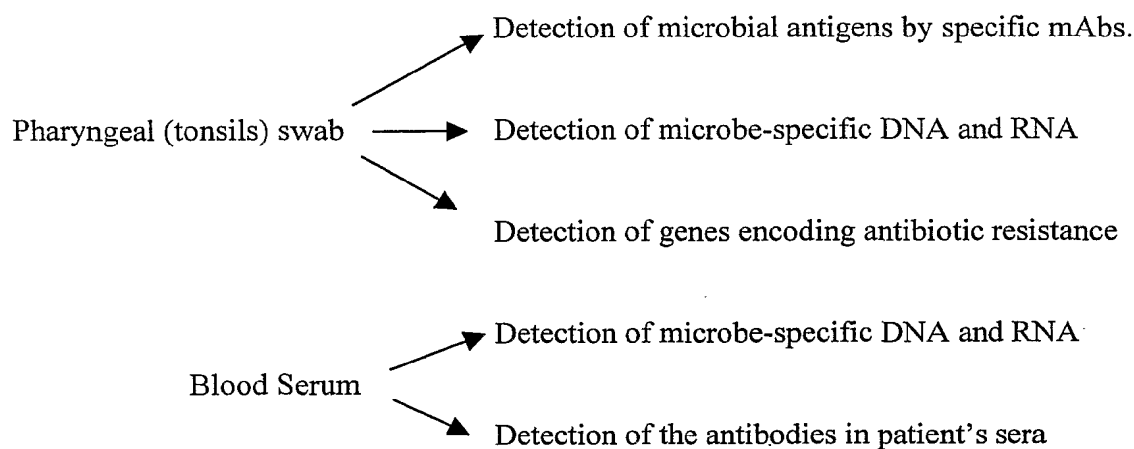 Detection of microbial antigens by specific mAbs.
Pharyngeal (tonsils) swab
Detection of microbe-specific DNA and RNA
Detection of genes encoding antibiotic resistance
Detection of microbe-specific DNA and RNA
Blood Serum
Detection of the antibodies in patient's sera